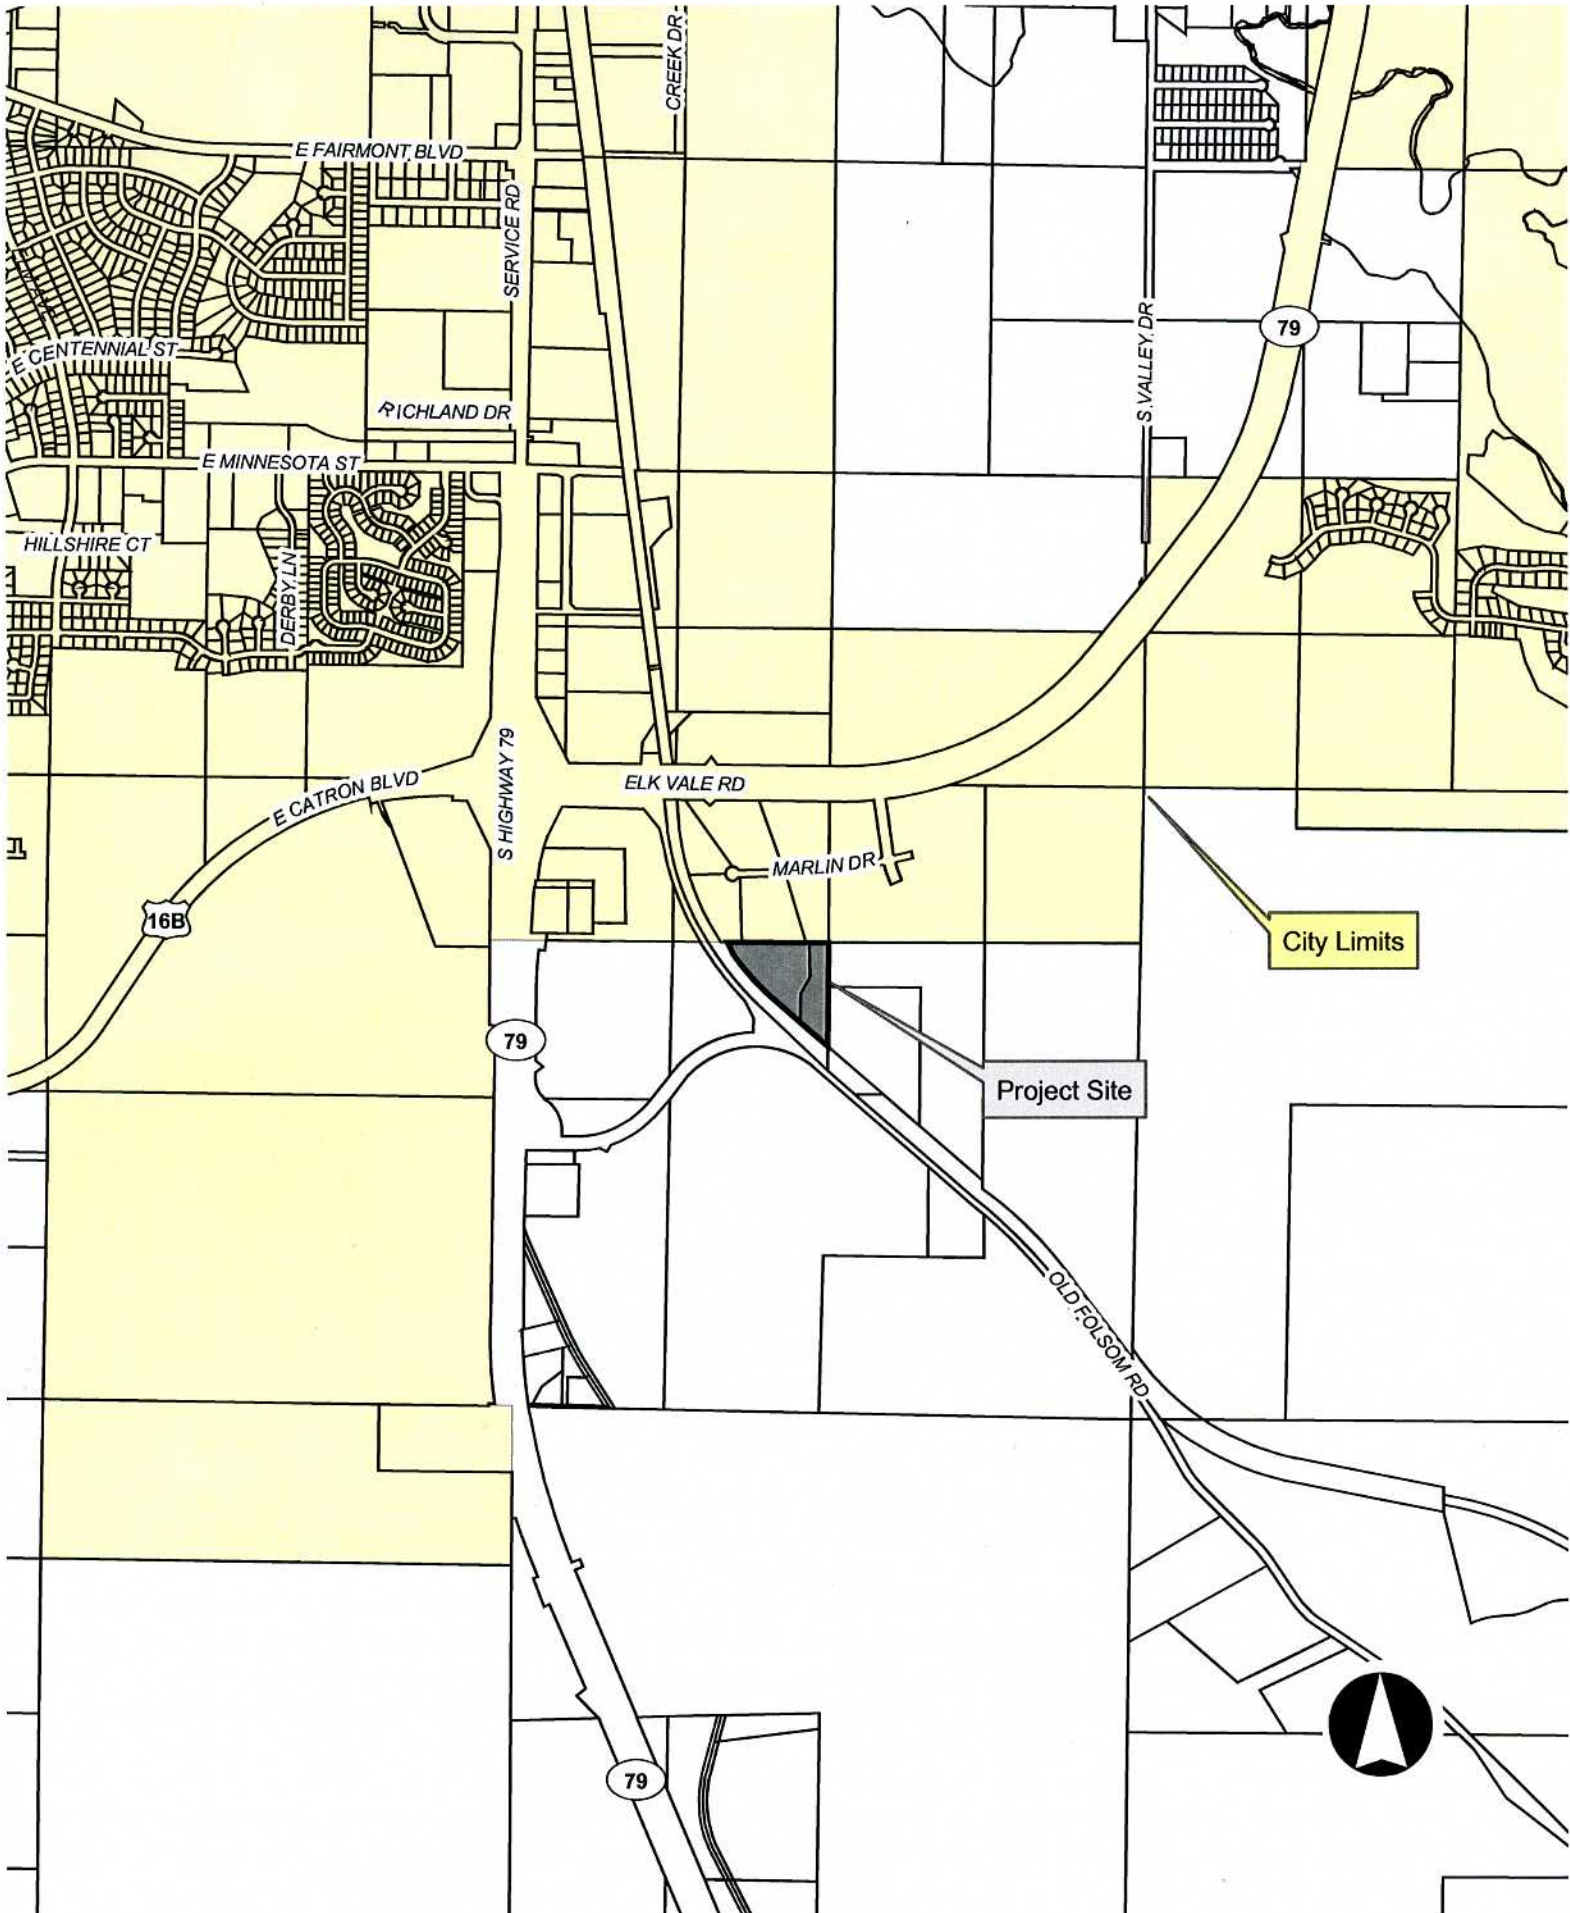 CREEK DR
E FAIRMONT BLVD
SERVICE RD
79
S VALLEY DR
E CENTENNIAL ST
RICHLAND DR
E MINNESOTA ST
HILLSHIRE CT
DERBY LN
S HIGHWAY 79
E CATRON BLVD
ELK VALE RD
MARLIN DR
16B
City Limits
79
Project Site
OLD FOLSOM RD
79